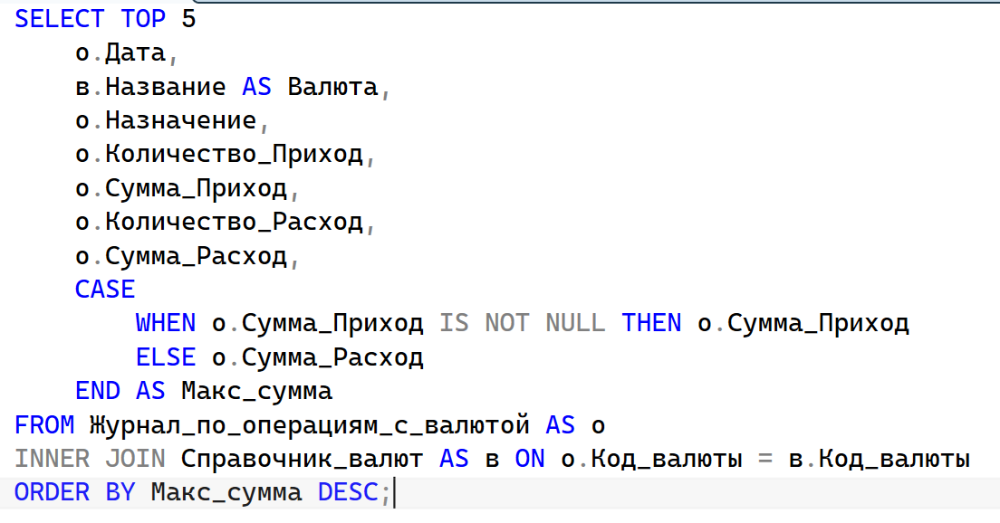 SELECT TOP 5
    о.Дата,
    в.Название AS Валюта,
    о.Назначение,
    о.Количество_Приход,
    о.Сумма_Приход,
    о.Количество_Расход,
    о.Сумма_Расход,
    CASE
        WHEN о.Сумма_Приход IS NOT NULL THEN о.Сумма_Приход
        ELSE о.Сумма_Расход
    END AS Макс_сумма
FROM Журнал_по_операциям_с_валютой AS о
INNER JOIN Справочник_валют AS в ON о.Код_валюты = в.Код_валюты
ORDER BY Макс_сумма DESC;